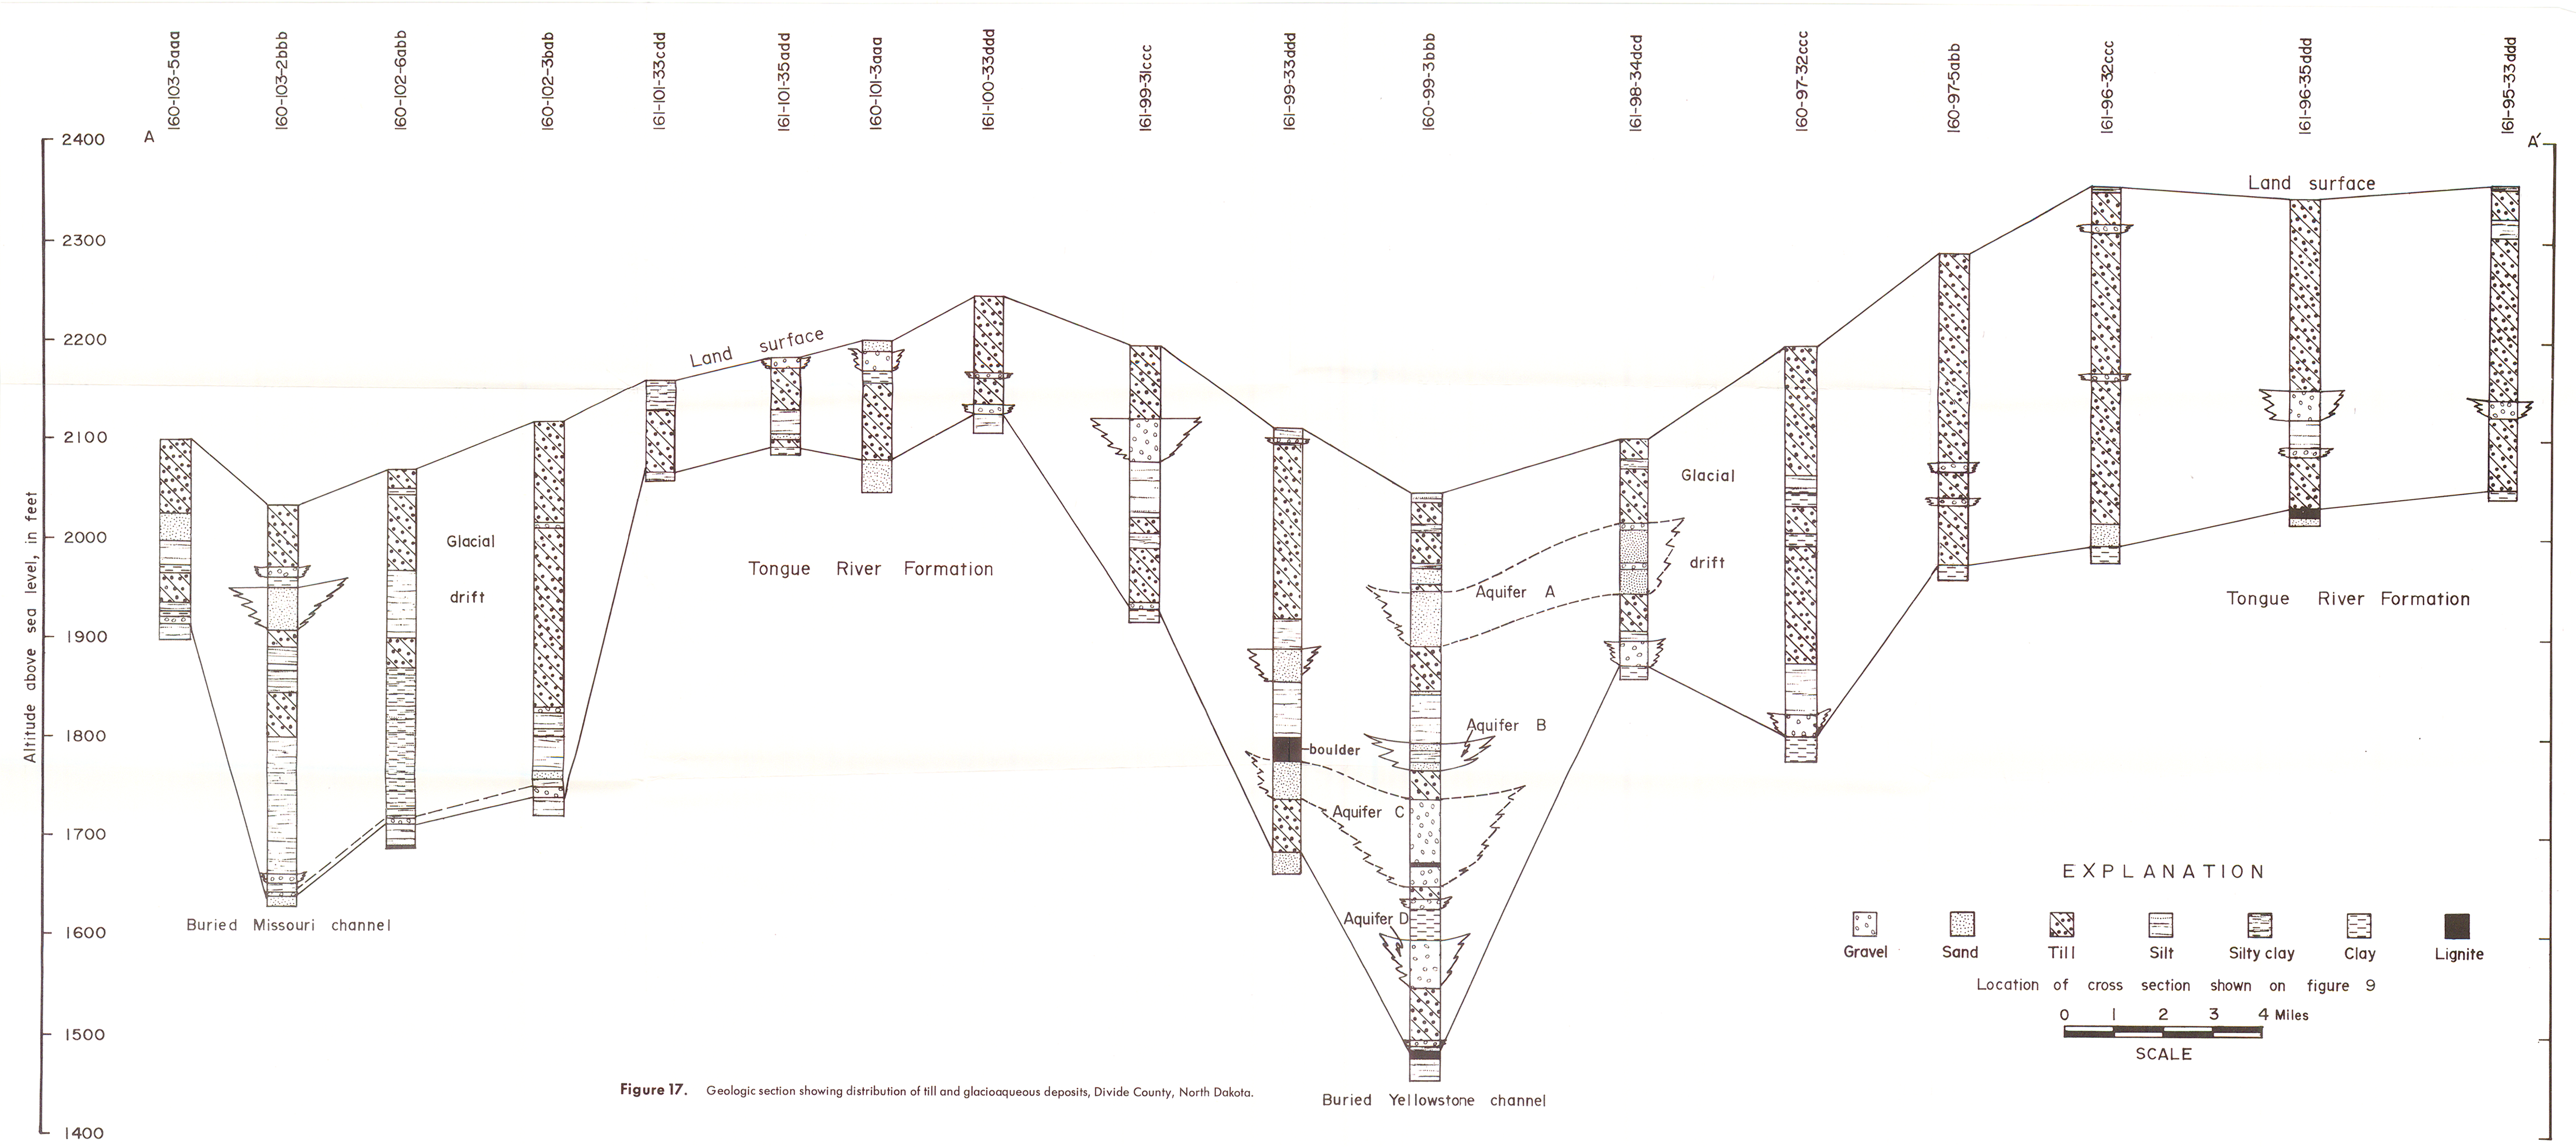 160-103-5aaa
160-103-2bbb
160-102-6abb
160-102-3bab
161-101-33cdd
161-101-35add
160-101-3aaa
161-100-33ddd
161-99-31ccc
161-99-33ddd
160-99-3bbb
161-98-34dcd
160-97-32ccc
160-97-5abb
161-96-32ccc
161-96-35ddd
161-95-33ddd
A
A'
2400
2300
2200
2100
2000
1900
1800
1700
1600
1500
1400
Altitude above sea level, in feet
Land surface
Land surface
Glacial
drift
Tongue River Formation
Glacial
drift
Aquifer A
Aquifer B
boulder
Aquifer C
Aquifer D
Tongue River Formation
Buried Missouri channel
Buried Yellowstone channel
EXPLANATION
Gravel Sand Till Silt Silty clay Clay Lignite
Location of cross section shown on figure 9
0 1 2 3 4 Miles
SCALE
Figure 17. Geologic section showing distribution of till and glacioaqueous deposits, Divide County, North Dakota.